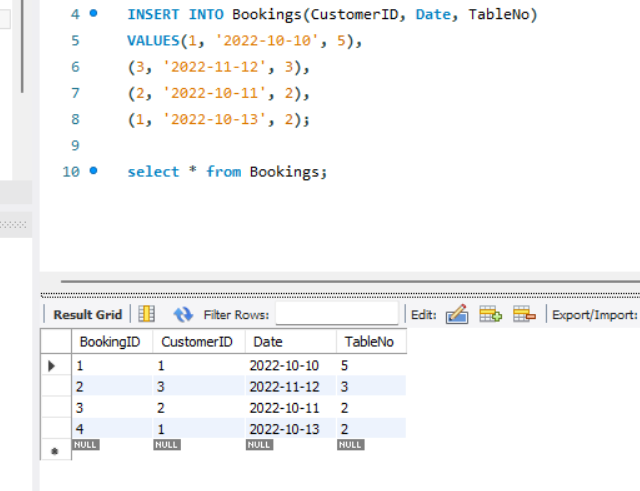 4 INSERT INTO Bookings(CustomerID, Date, TableNo)
5 VALUES(1, '2022-10-10', 5),
6 (3, '2022-11-12', 3),
7 (2, '2022-10-11', 2),
8 (1, '2022-10-13', 2);
9
10 select * from Bookings;
Result Grid Filter Rows: Edit: Export/Import:
BookingID CustomerID Date TableNo
1 1 2022-10-10 5
2 3 2022-11-12 3
3 2 2022-10-11 2
4 1 2022-10-13 2
NULL NULL NULL NULL